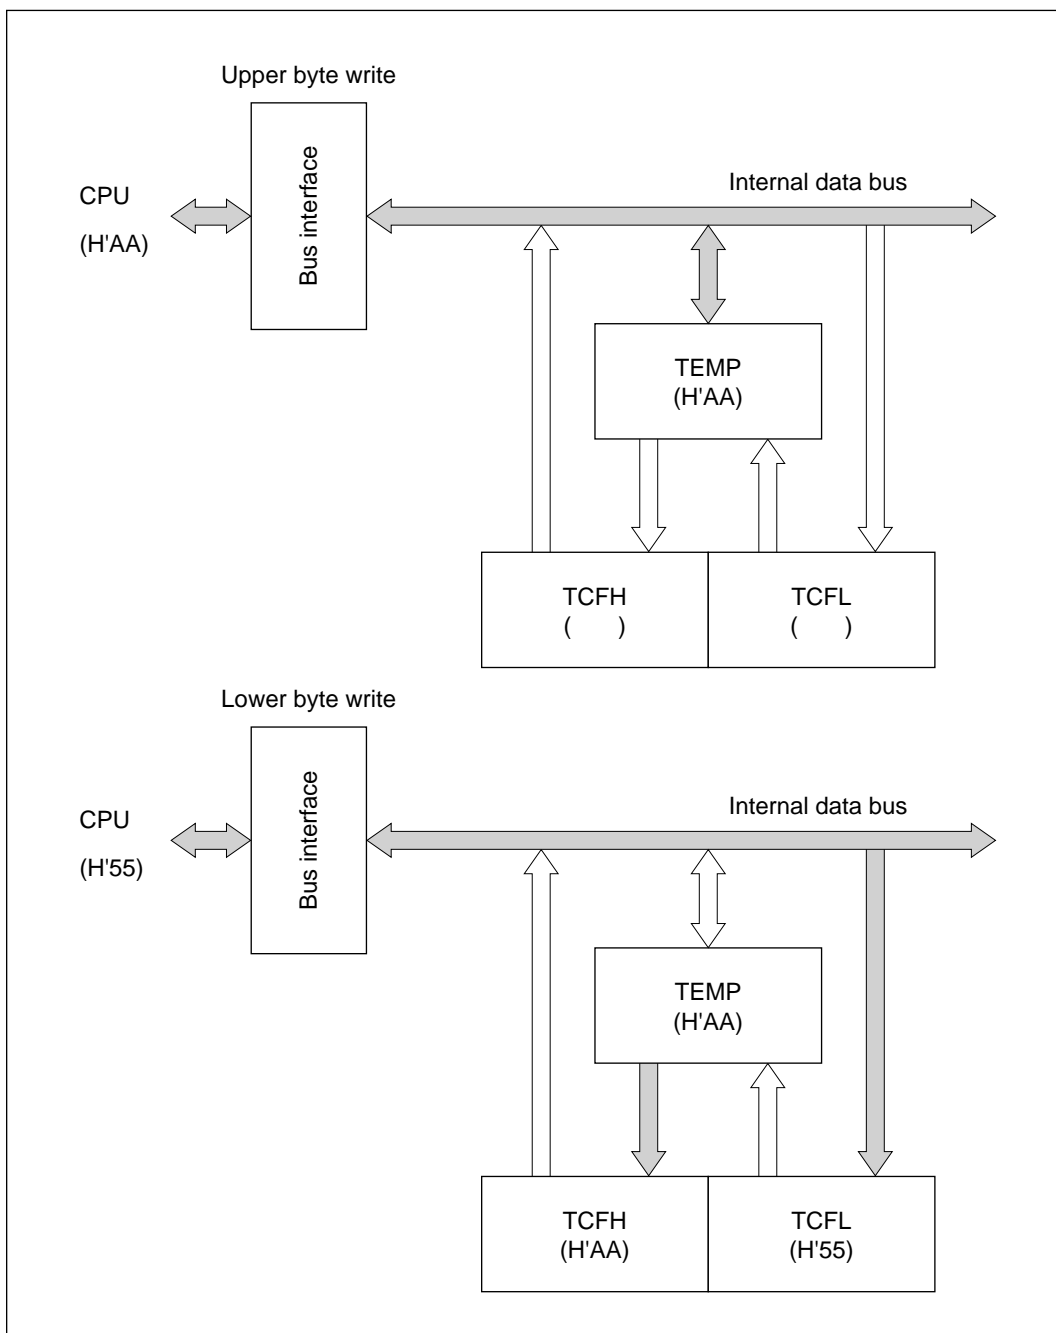 Upper byte write
Bus interface
CPU
(H'AA)
Internal data bus
TEMP
(H'AA)
TCFH
(      )
TCFL
(      )
Lower byte write
Bus interface
CPU
(H'55)
Internal data bus
TEMP
(H'AA)
TCFH
(H'AA)
TCFL
(H'55)